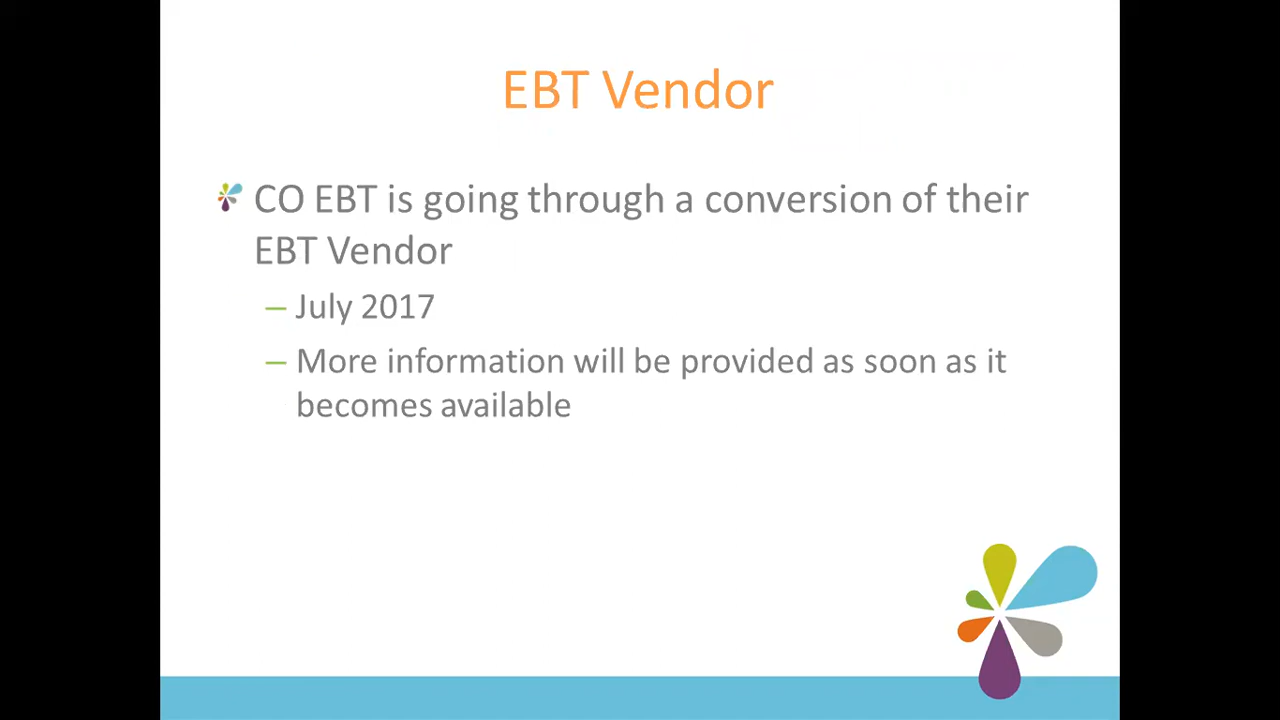 EBT Vendor
CO EBT is going through a conversion of their
EBT Vendor
– July 2017
– More information will be provided as soon as it
becomes available